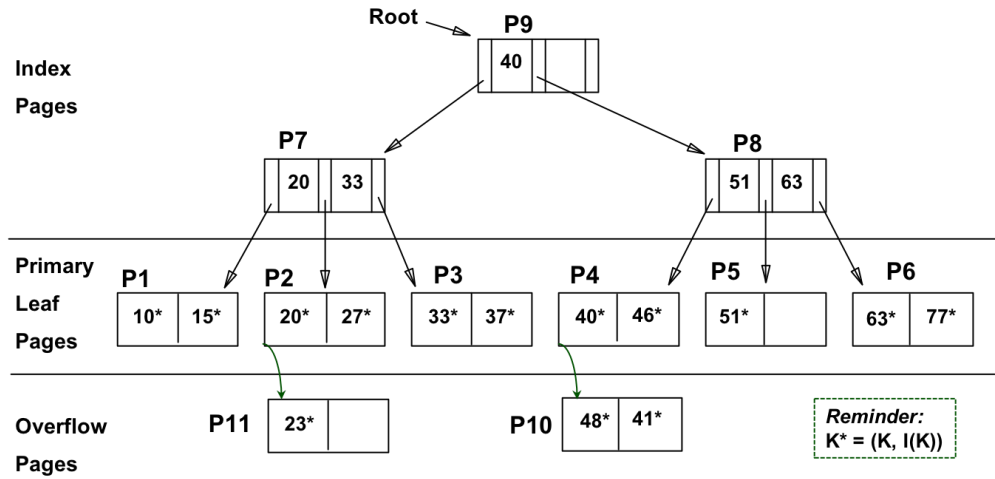 Root
P9
40
Index
Pages
P7
20 33
P8
51 63
Primary
Leaf
Pages
P1
10* 15*
P2
20* 27*
P3
33* 37*
P4
40* 46*
P5
51*
P6
63* 77*
Overflow
Pages
P11
23*
P10
48* 41*
Reminder:
K* = (K, I(K))